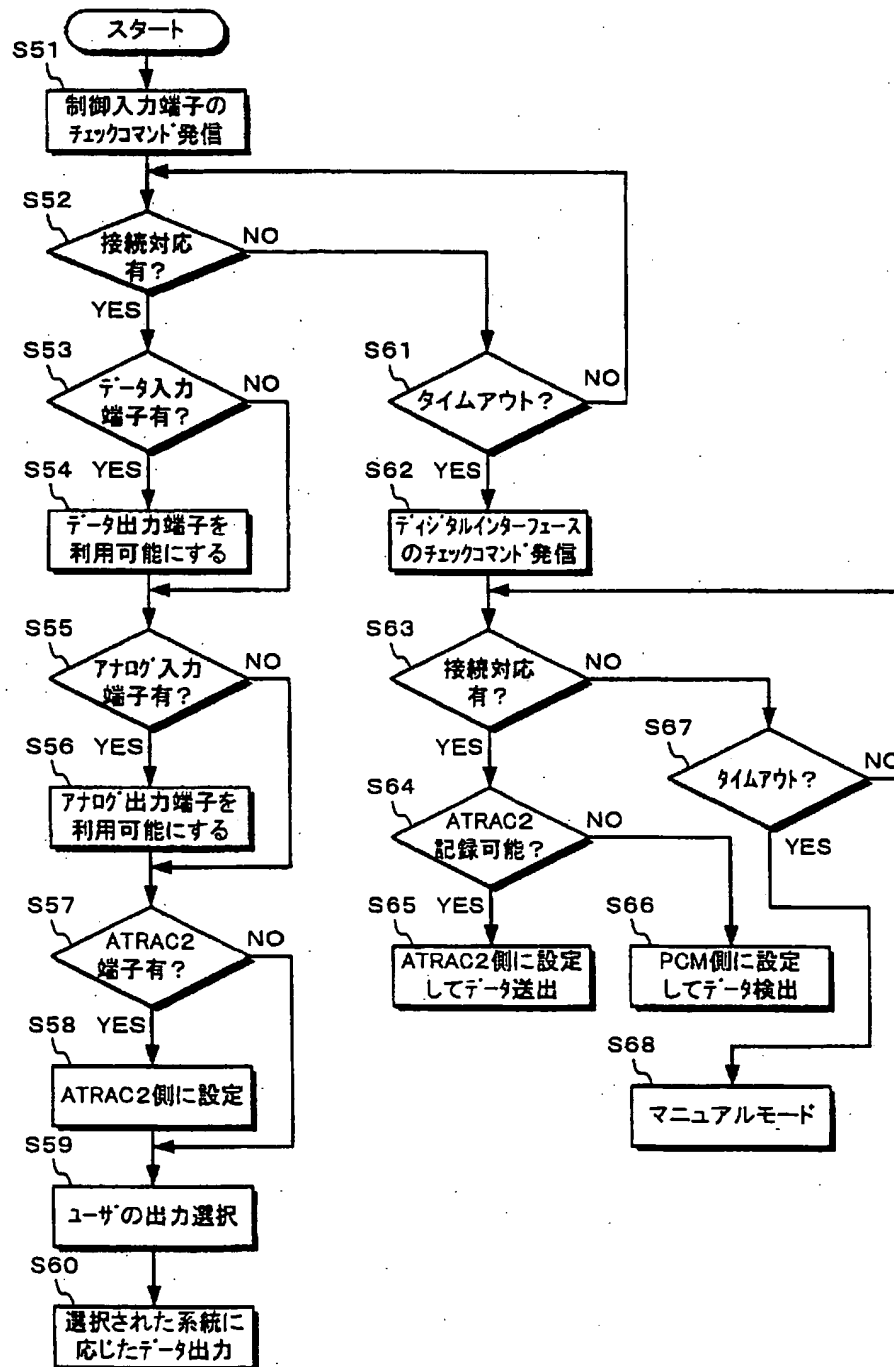 スタート
S51
制御入力端子の
チェックコマンド発信
S52
接続対応
有？
NO
YES
S53
データ入力
端子有？
NO
S54 YES
データ出力端子を
利用可能にする
S55
アナログ入力
端子有？
NO
S56 YES
アナログ出力端子を
利用可能にする
S57
ATRAC2
端子有？
NO
S58 YES
ATRAC2側に設定
S59
ユーザの出力選択
S60
選択された系統に
応じたデータ出力
S61
タイムアウト？
NO
S62 YES
ディジタルインターフェース
のチェックコマンド発信
S63
接続対応
有？
NO
YES
S64
ATRAC2
記録可能？
NO
S65 YES
ATRAC2側に設定
してデータ送出
S66
PCM側に設定
してデータ検出
S67
タイムアウト？
NO
YES
S68
マニュアルモード